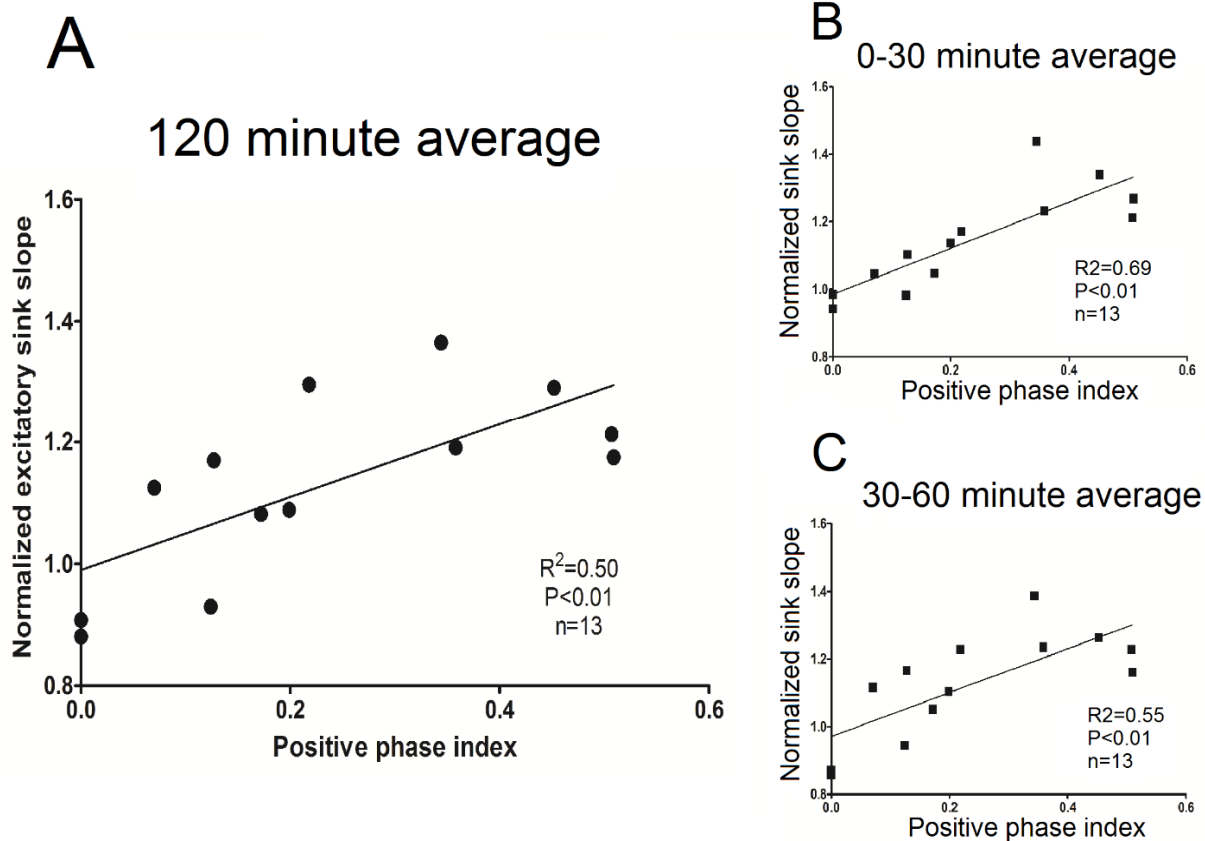 A
120 minute average
Normalized excitatory sink slope
1.6
1.4
1.2
1.0
0.8
0.0
0.2
0.4
0.6
Positive phase index
R²=0.50
P<0.01
n=13
B
0-30 minute average
Normalized sink slope
1.6
1.4
1.2
1.0
0.8
0.0
0.2
0.4
0.6
Positive phase index
R2=0.69
P<0.01
n=13
C
30-60 minute average
Normalized sink slope
1.6
1.4
1.2
1.0
0.8
0.0
0.2
0.4
0.6
Positive phase index
R2=0.55
P<0.01
n=13